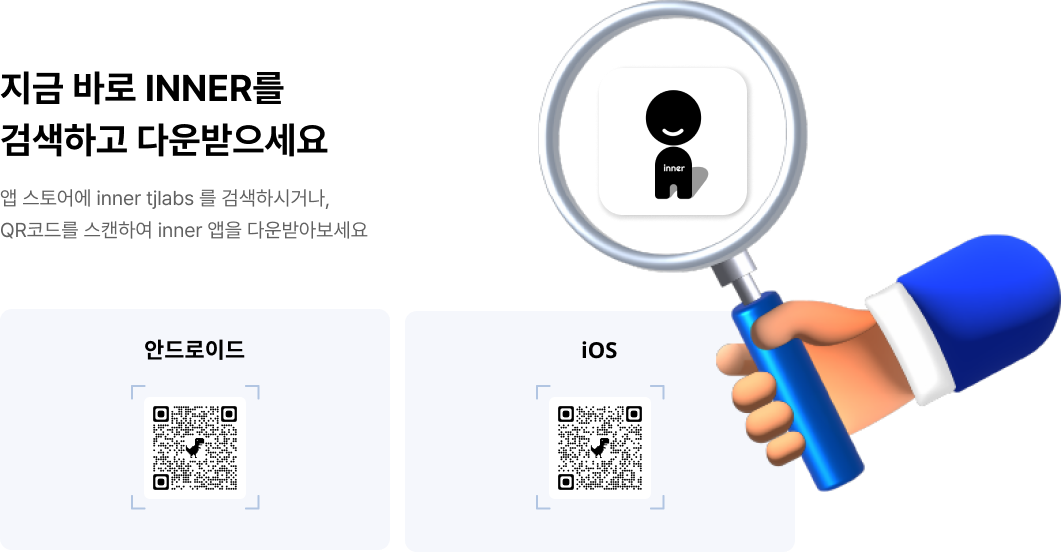 지금 바로 INNER를
검색하고 다운받으세요
앱 스토어에 inner tjlabs 를 검색하시거나,
QR코드를 스캔하여 inner 앱을 다운받아보세요
inner
안드로이드
iOS